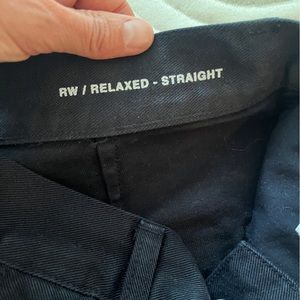 RW / RELAXED - STRAIGHT